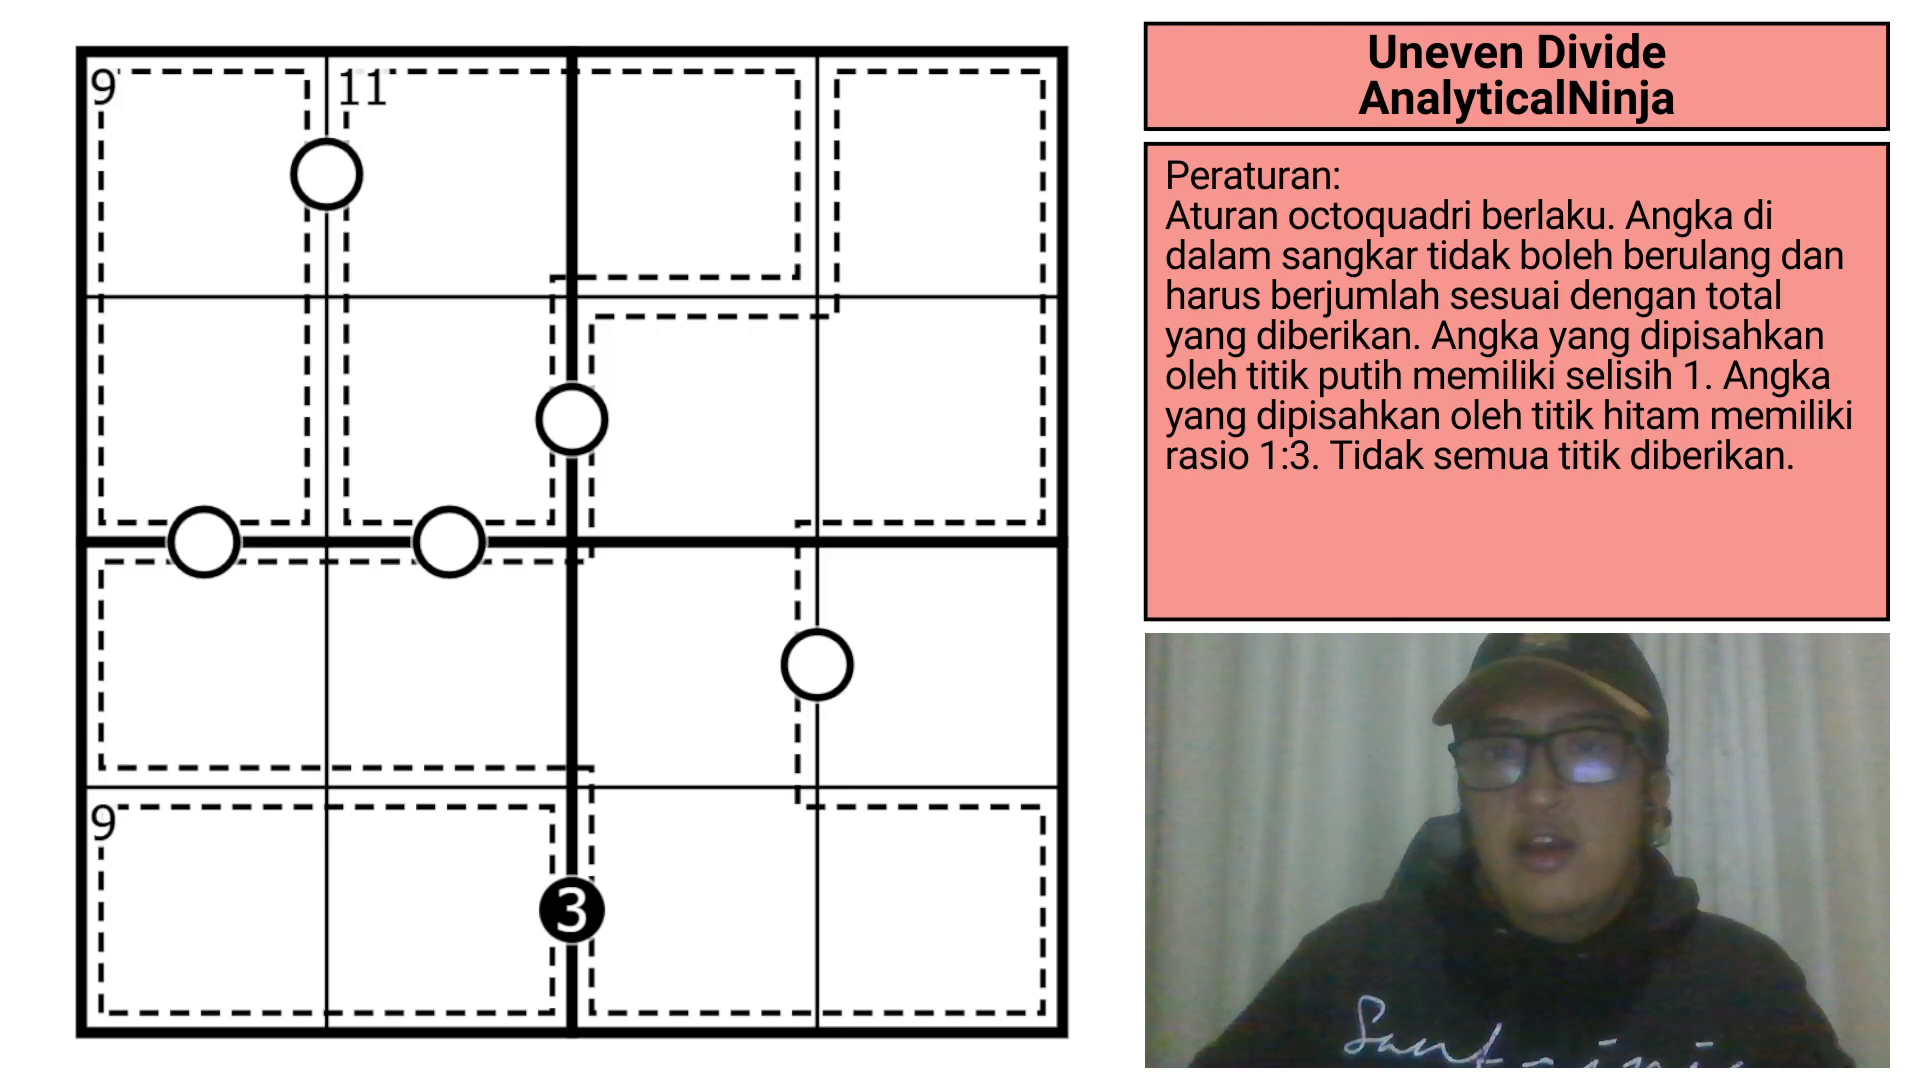 9
11
9
3
Uneven Divide
AnalyticalNinja
Peraturan:
Aturan octoquadri berlaku. Angka di
dalam sangkar tidak boleh berulang dan
harus berjumlah sesuai dengan total
yang diberikan. Angka yang dipisahkan
oleh titik putih memiliki selisih 1. Angka
yang dipisahkan oleh titik hitam memiliki
rasio 1:3. Tidak semua titik diberikan.